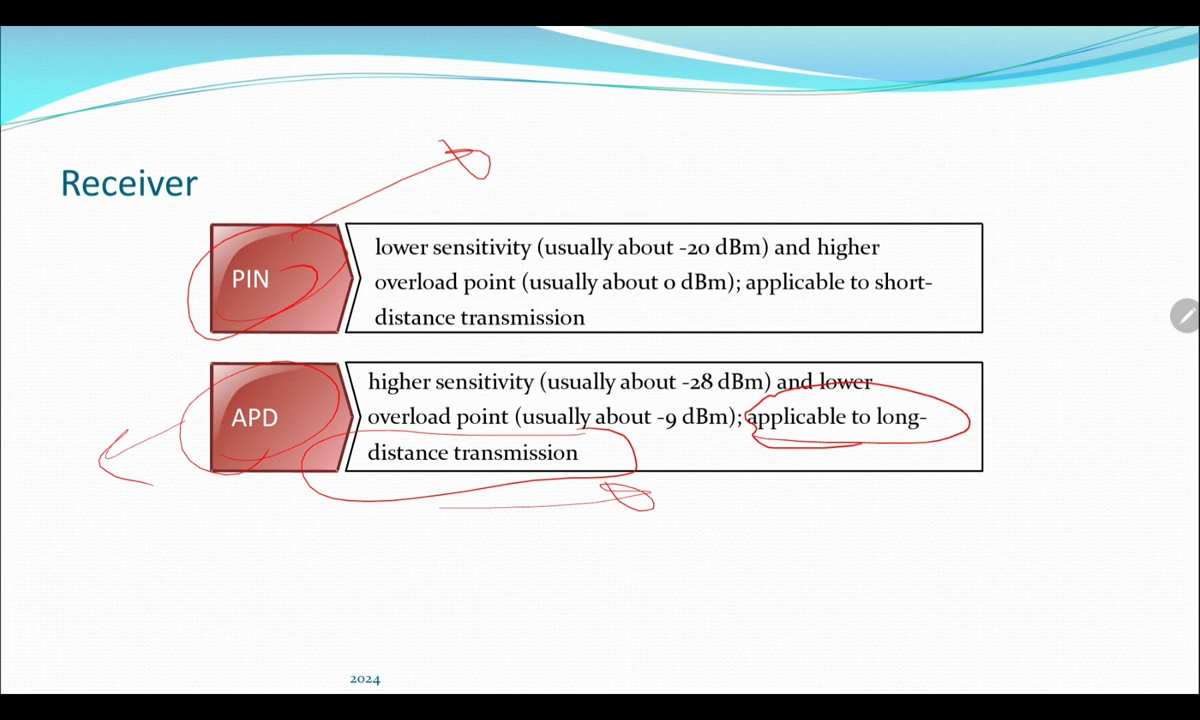 Receiver
PIN
lower sensitivity (usually about -20 dBm) and higher
overload point (usually about 0 dBm); applicable to short-
distance transmission
APD
higher sensitivity (usually about -28 dBm) and lower
overload point (usually about -9 dBm); applicable to long-
distance transmission
2024